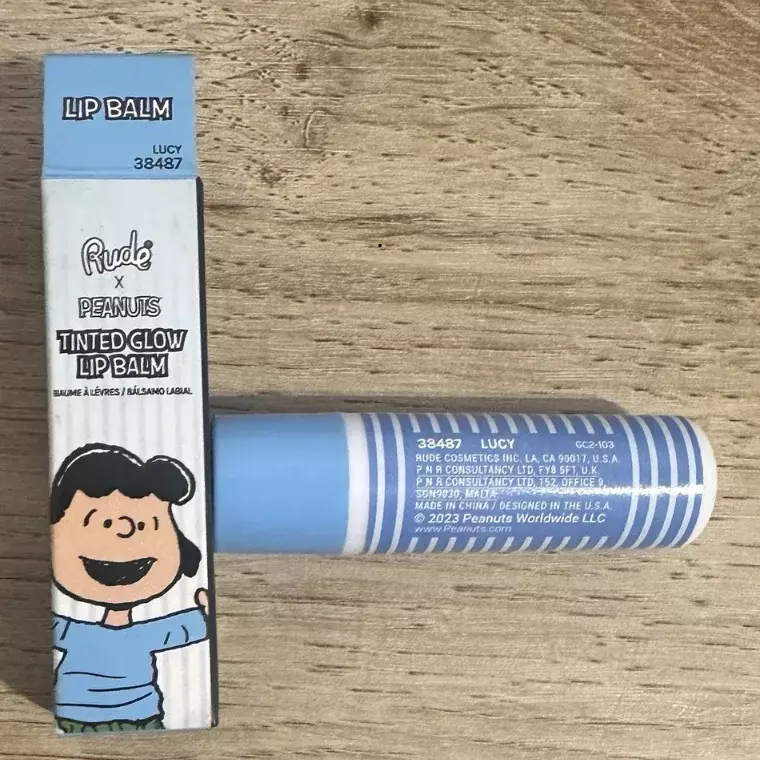 LIP BALM
LUCY
38487
Rude
X
PEANUTS
TINTED GLOW
LIP BALM
BAUME À LÈVRES / BÁLSAMO LABIAL
38487 LUCY GC2-103
RUDE COSMETICS INC. LA, CA 90017, U.S.A.
P N R CONSULTANCY LTD, FY8 5FT, U.K.
P N R CONSULTANCY LTD, 152, OFFICE 9,
SGN9030, MALTA
MADE IN CHINA / DESIGNED IN THE U.S.A.
© 2023 Peanuts Worldwide LLC
www.Peanuts.com